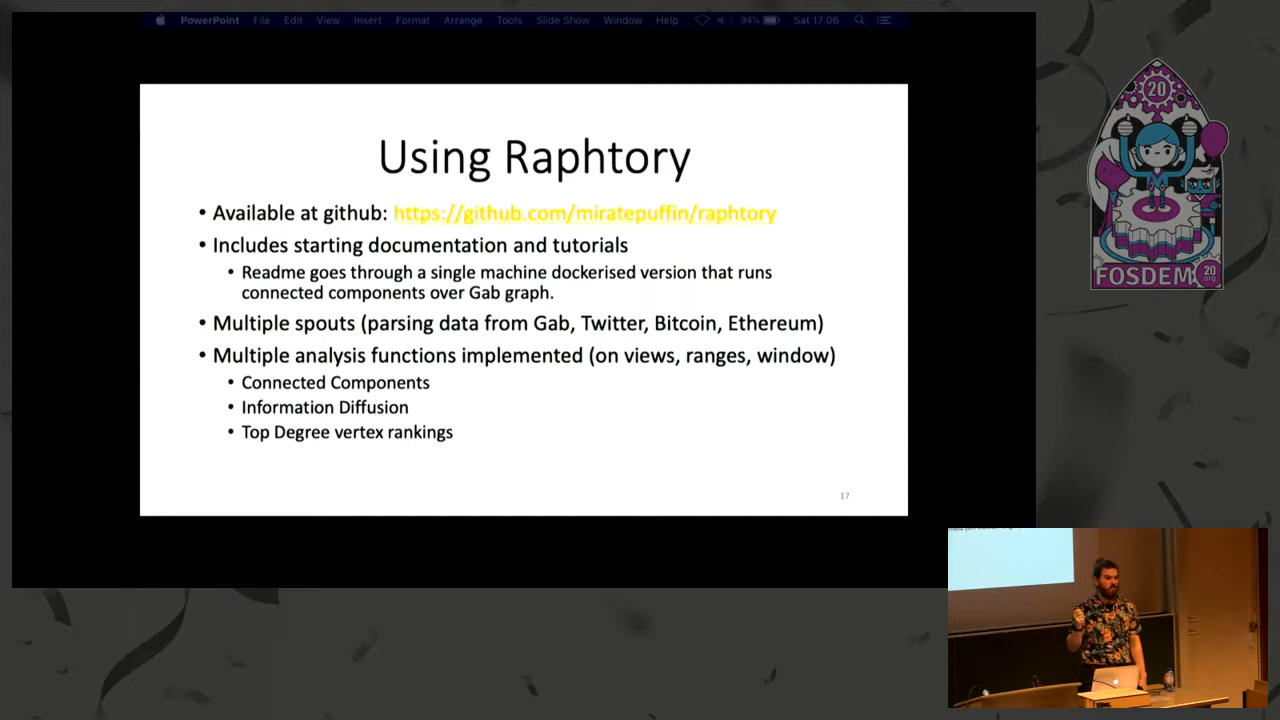 PowerPoint File Edit View Insert Format Arrange Tools Slide Show Window Help 94% Sat 17:06
Using Raphtory
• Available at github: https://github.com/miratepuffin/raphtory
• Includes starting documentation and tutorials
• Readme goes through a single machine dockerised version that runs
connected components over Gab graph.
• Multiple spouts (parsing data from Gab, Twitter, Bitcoin, Ethereum)
• Multiple analysis functions implemented (on views, ranges, window)
• Connected Components
• Information Diffusion
• Top Degree vertex rankings
17
20
FOSDEM 20
.org